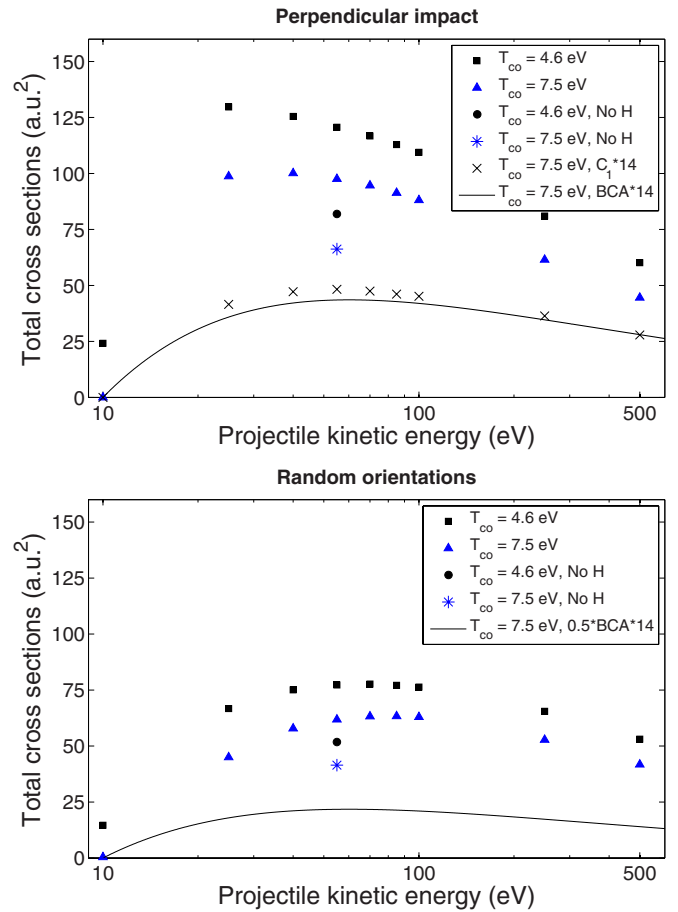 Perpendicular impact
Total cross sections (a.u.²)
150
125
100
75
50
25
0
T_co = 4.6 eV
T_co = 7.5 eV
T_co = 4.6 eV, No H
T_co = 7.5 eV, No H
T_co = 7.5 eV, C_1*14
T_co = 7.5 eV, BCA*14
10
100
500
Projectile kinetic energy (eV)
Random orientations
Total cross sections (a.u.²)
150
125
100
75
50
25
0
T_co = 4.6 eV
T_co = 7.5 eV
T_co = 4.6 eV, No H
T_co = 7.5 eV, No H
T_co = 7.5 eV, 0.5*BCA*14
10
100
500
Projectile kinetic energy (eV)